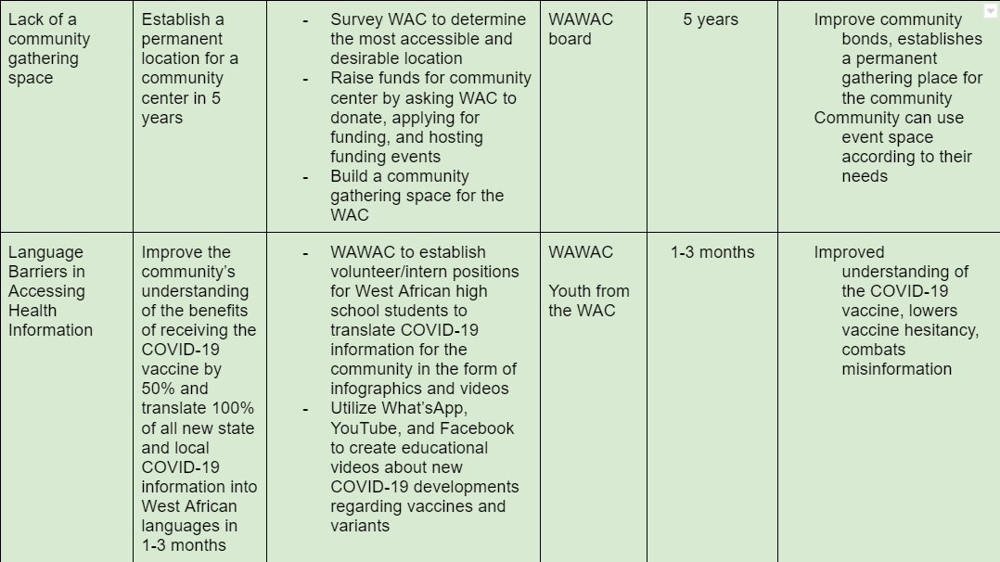 Lack of a
community
gathering
space
Establish a
permanent
location for a
community
center in 5
years
- Survey WAC to determine
the most accessible and
desirable location
- Raise funds for community
center by asking WAC to
donate, applying for
funding, and hosting
funding events
- Build a community
gathering space for the
WAC
WAWAC
board
5 years
Improve community
bonds, establishes
a permanent
gathering place for
the community
Community can use
event space
according to their
needs
Language
Barriers in
Accessing
Health
Information
Improve the
community’s
understanding
of the benefits
of receiving the
COVID-19
vaccine by
50% and
translate 100%
of all new state
and local
COVID-19
information into
West African
languages in
1-3 months
- WAWAC to establish
volunteer/intern positions
for West African high
school students to
translate COVID-19
information for the
community in the form of
infographics and videos
- Utilize What’sApp,
YouTube, and Facebook
to create educational
videos about new
COVID-19 developments
regarding vaccines and
variants
WAWAC
Youth from
the WAC
1-3 months
Improved
understanding of
the COVID-19
vaccine, lowers
vaccine hesitancy,
combats
misinformation